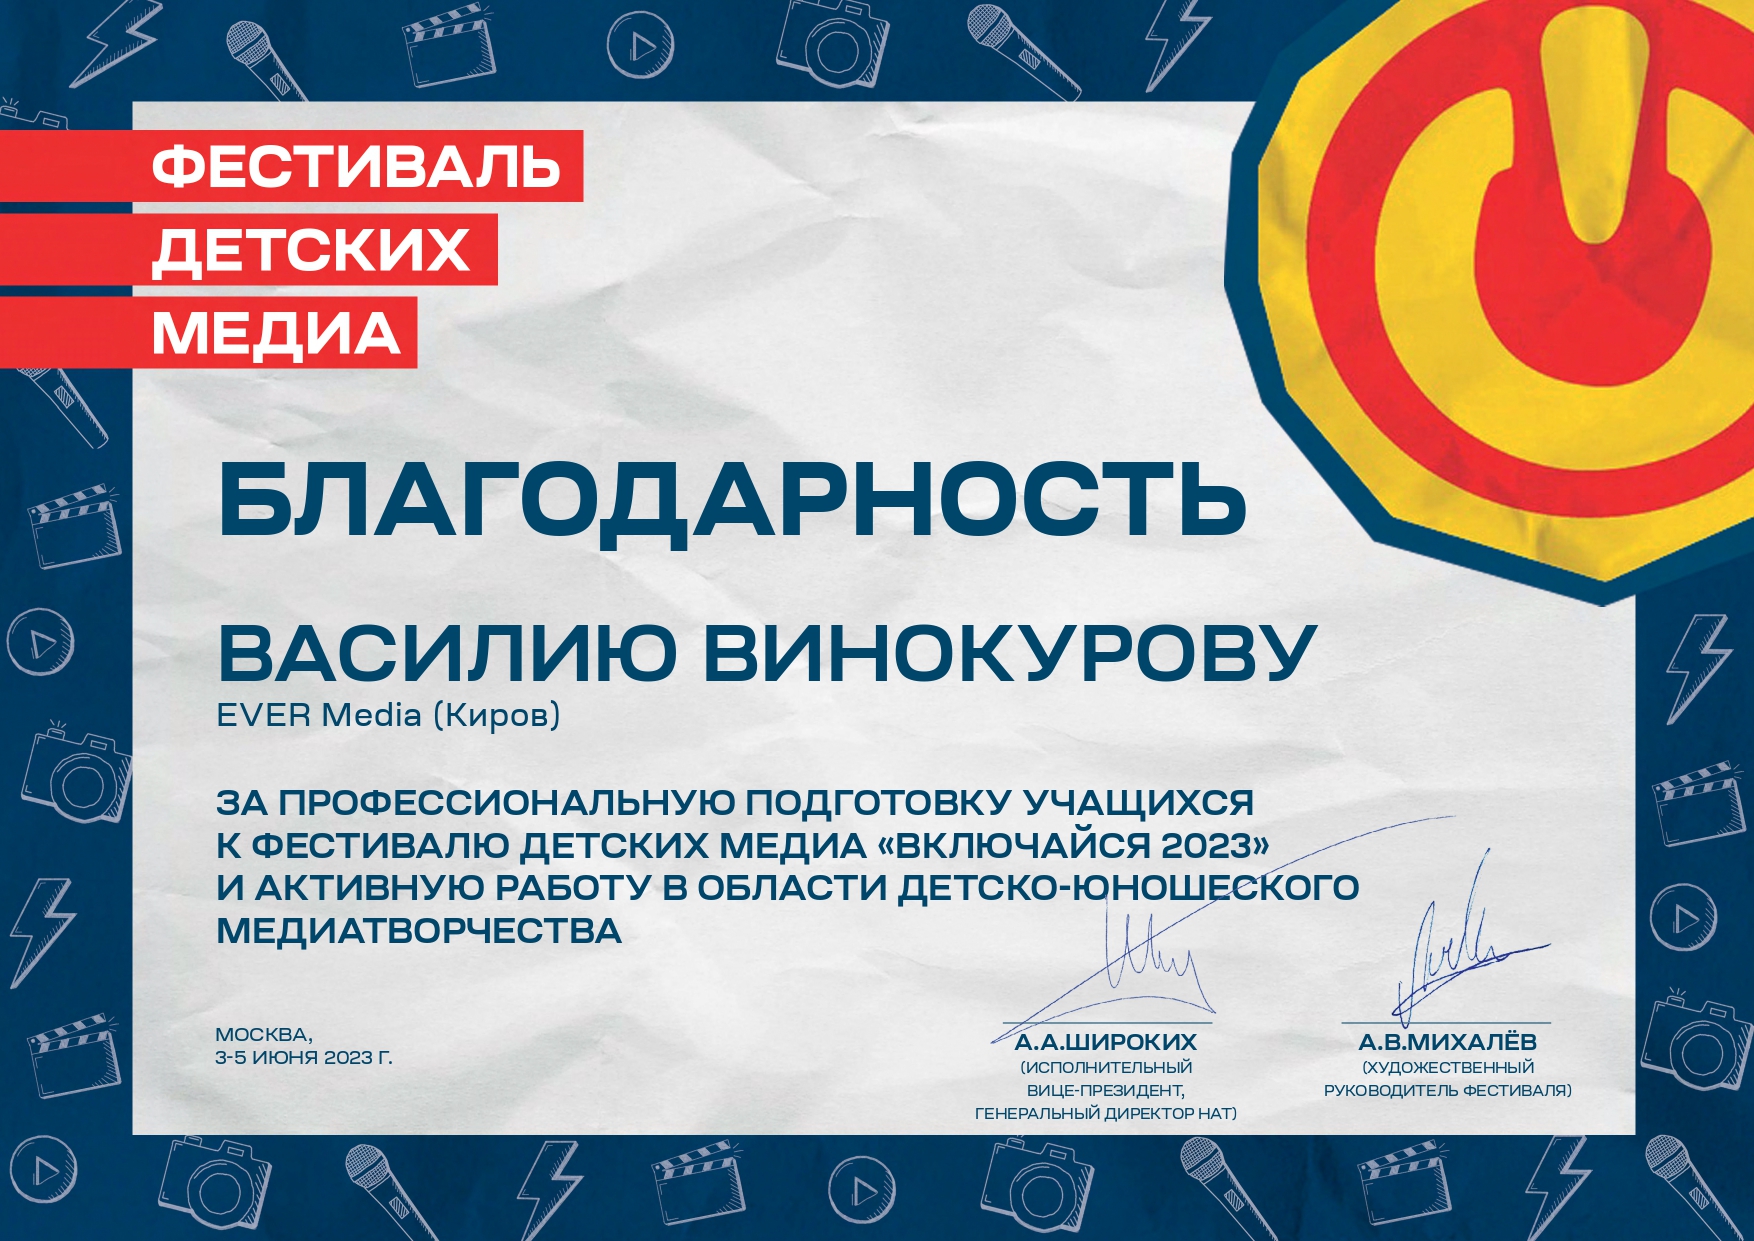 ФЕСТИВАЛЬ
ДЕТСКИХ
МЕДИА
БЛАГОДАРНОСТЬ
ВАСИЛИЮ ВИНОКУРОВУ
EVER Media (Киров)
ЗА ПРОФЕССИОНАЛЬНУЮ ПОДГОТОВКУ УЧАЩИХСЯ
К ФЕСТИВАЛЮ ДЕТСКИХ МЕДИА «ВКЛЮЧАЙСЯ 2023»
И АКТИВНУЮ РАБОТУ В ОБЛАСТИ ДЕТСКО-ЮНОШЕСКОГО
МЕДИАТВОРЧЕСТВА
МОСКВА,
3-5 ИЮНЯ 2023 Г.
А.А.ШИРОКИХ
(ИСПОЛНИТЕЛЬНЫЙ
ВИЦЕ-ПРЕЗИДЕНТ,
ГЕНЕРАЛЬНЫЙ ДИРЕКТОР НАТ)
А.В.МИХАЛЁВ
(ХУДОЖЕСТВЕННЫЙ
РУКОВОДИТЕЛЬ ФЕСТИВАЛЯ)